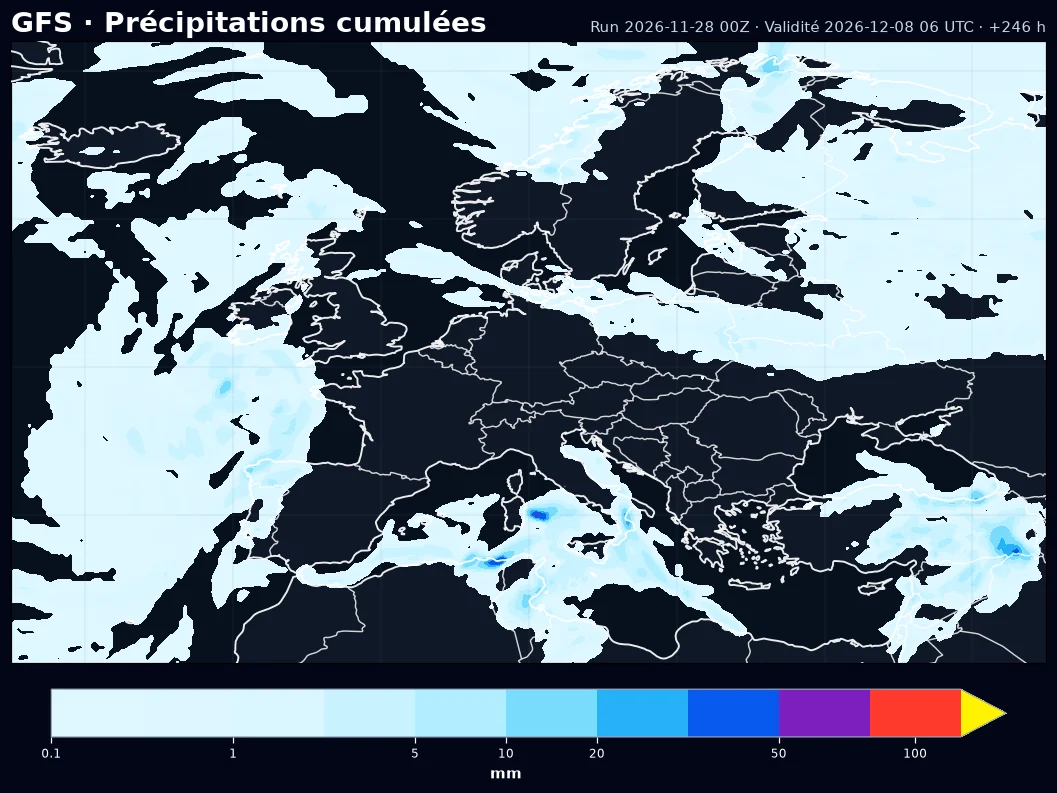 GFS · Précipitations cumulées
Run 2026-11-28 00Z · Validité 2026-12-08 06 UTC · +246 h
0.1 1 5 10 20 50 100
mm